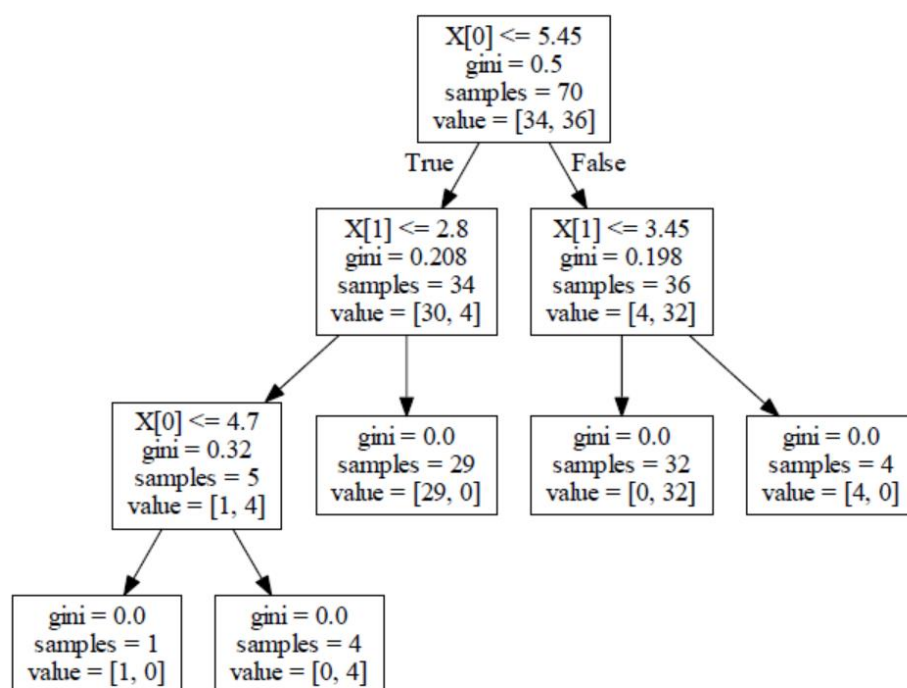 X[0] <= 5.45
gini = 0.5
samples = 70
value = [34, 36]
True
False
X[1] <= 2.8
gini = 0.208
samples = 34
value = [30, 4]
X[1] <= 3.45
gini = 0.198
samples = 36
value = [4, 32]
X[0] <= 4.7
gini = 0.32
samples = 5
value = [1, 4]
gini = 0.0
samples = 29
value = [29, 0]
gini = 0.0
samples = 32
value = [0, 32]
gini = 0.0
samples = 4
value = [4, 0]
gini = 0.0
samples = 1
value = [1, 0]
gini = 0.0
samples = 4
value = [0, 4]